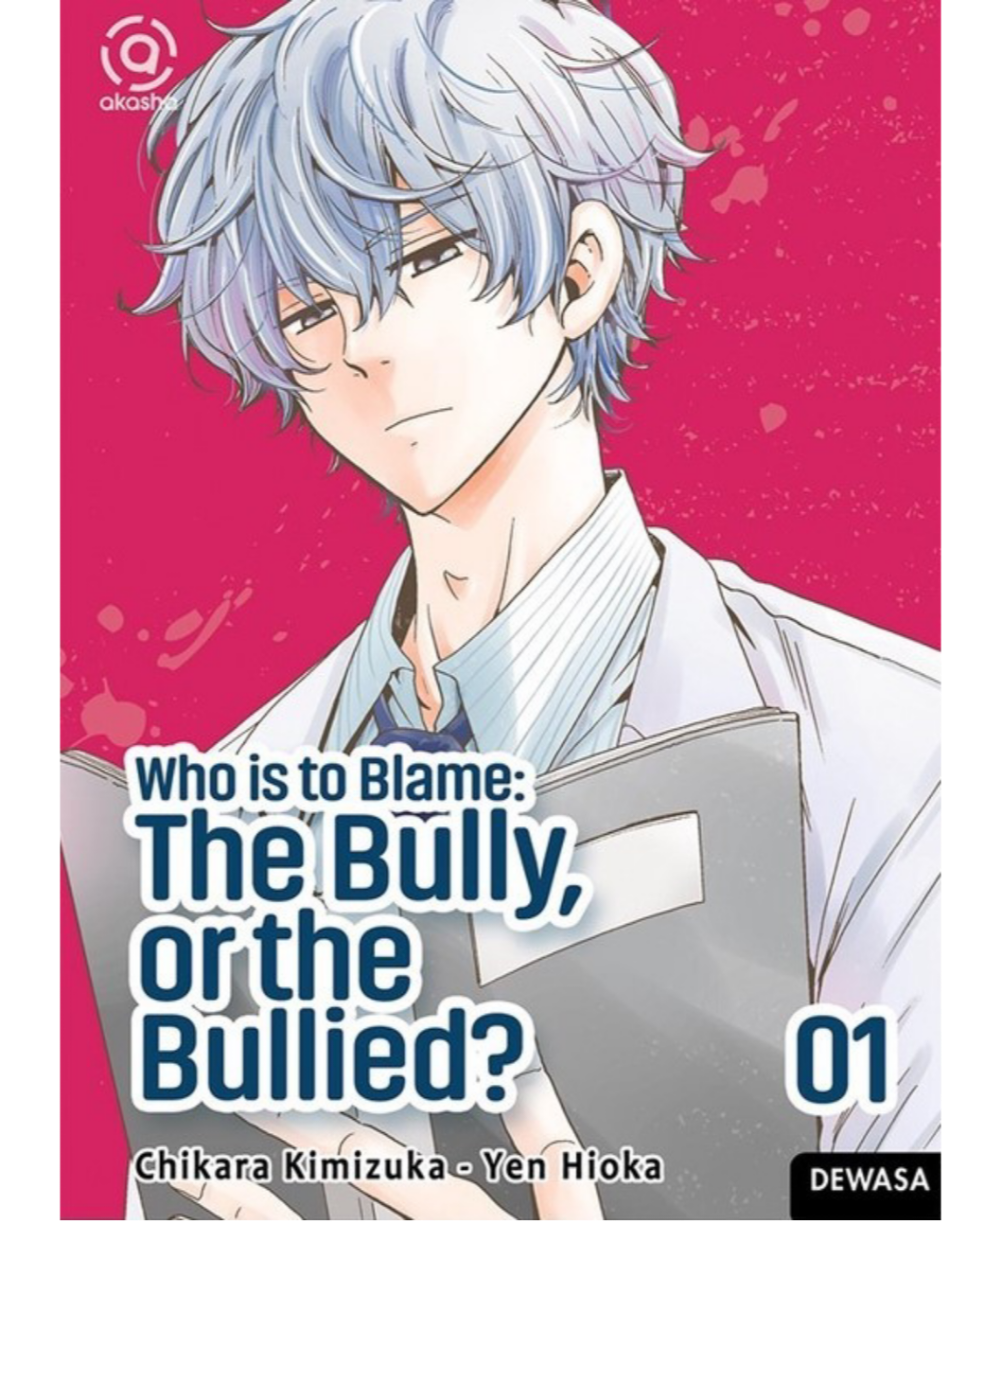 akasha
Who is to Blame:
The Bully,
or the
Bullied?
01
Chikara Kimizuka - Yen Hioka
DEWASA